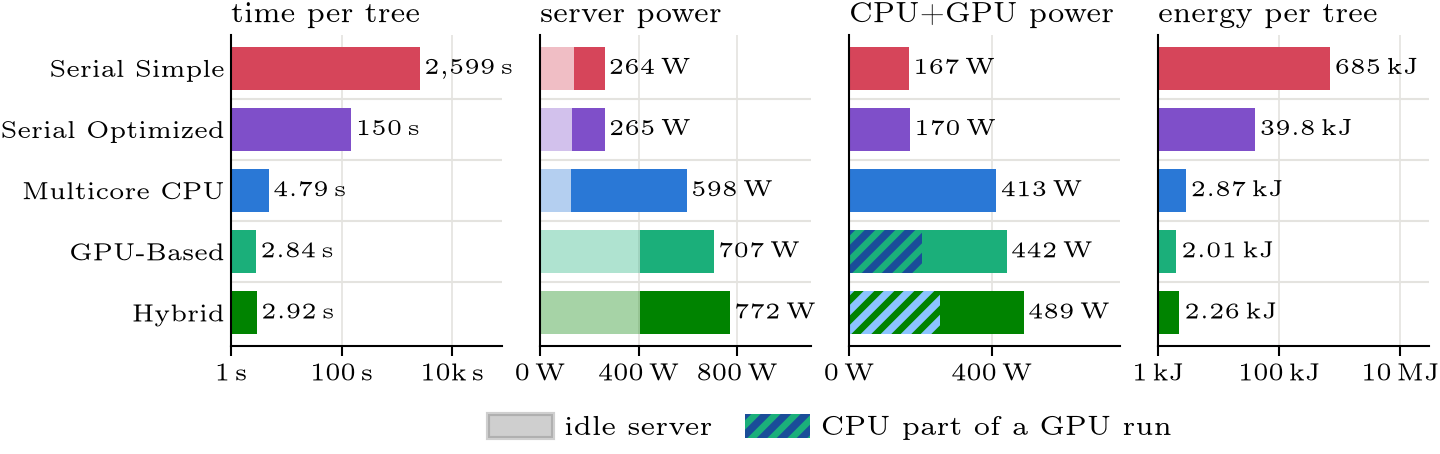 time per tree server power CPU+GPU power energy per tree
Serial Simple 2,599 s 264 W 167 W 685 kJ
Serial Optimized 150 s 265 W 170 W 39.8 kJ
Multicore CPU 4.79 s 598 W 413 W 2.87 kJ
GPU-Based 2.84 s 707 W 442 W 2.01 kJ
Hybrid 2.92 s 772 W 489 W 2.26 kJ
1 s 100 s 10k s 0 W 400 W 800 W 0 W 400 W 1 kJ 100 kJ 10 MJ
idle server CPU part of a GPU run